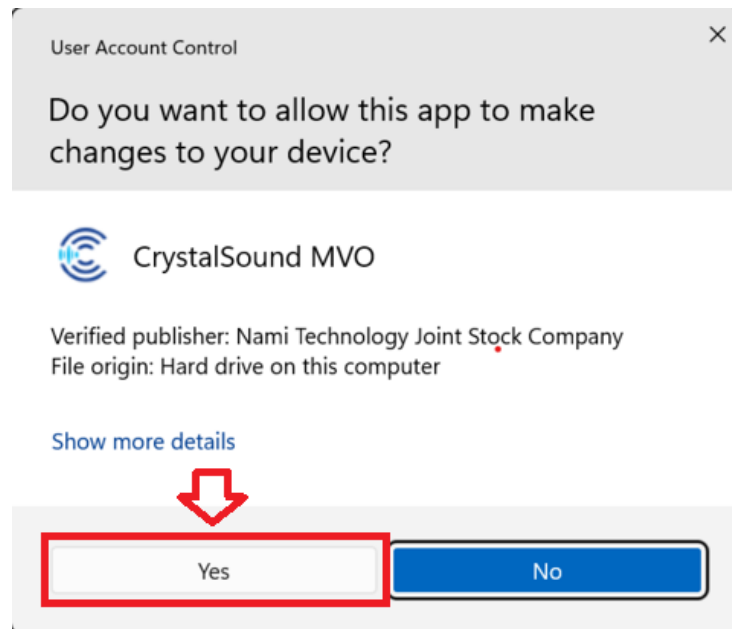 User Account Control
Do you want to allow this app to make
changes to your device?
CrystalSound MVO
Verified publisher: Nami Technology Joint Stock Company
File origin: Hard drive on this computer
Show more details
Yes
No